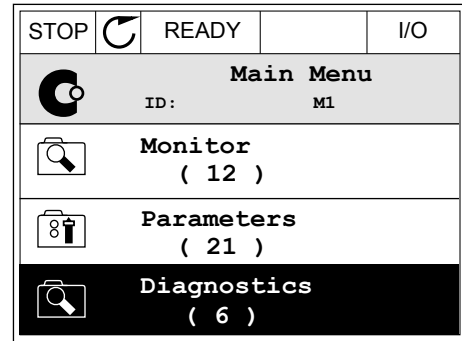 STOP READY I/O
Main Menu
ID: M1
Monitor
( 12 )
Parameters
( 21 )
Diagnostics
( 6 )